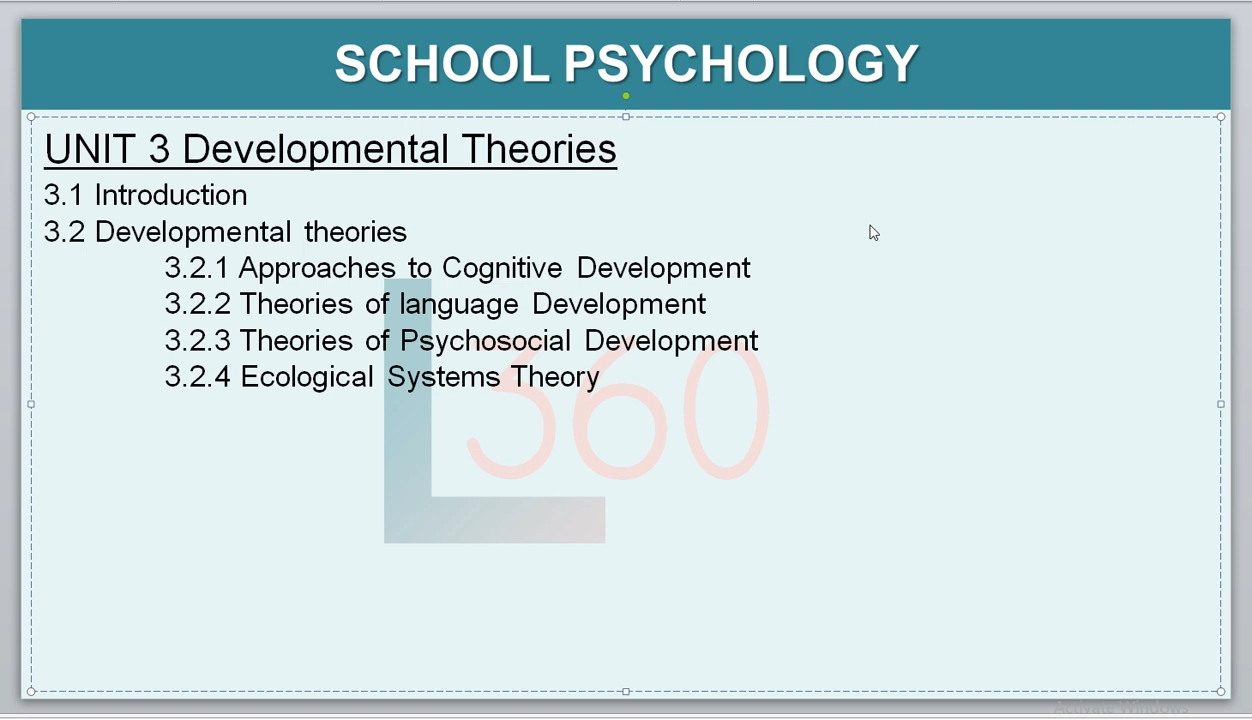 SCHOOL PSYCHOLOGY
UNIT 3 Developmental Theories
3.1 Introduction
3.2 Developmental theories
3.2.1 Approaches to Cognitive Development
3.2.2 Theories of language Development
3.2.3 Theories of Psychosocial Development
3.2.4 Ecological Systems Theory
L360
Activate Windows